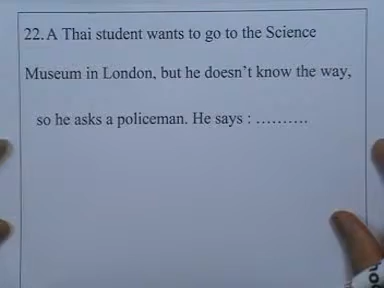 22. A Thai student wants to go to the Science
Museum in London, but he doesn't know the way,
so he asks a policeman. He says : ..........